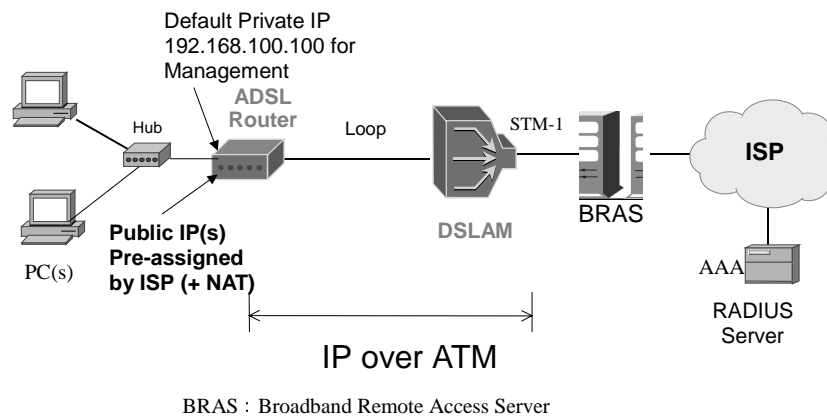 Default Private IP
192.168.100.100 for
Management
ADSL
Router
Hub
Loop
STM-1
ISP
BRAS
DSLAM
Public IP(s)
Pre-assigned
by ISP (+ NAT)
PC(s)
AAA
RADIUS
Server
IP over ATM
BRAS：Broadband Remote Access Server